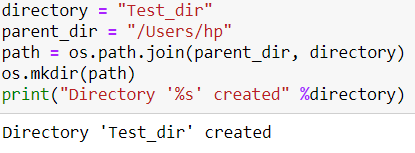 directory = "Test_dir"
parent_dir = "/Users/hp"
path = os.path.join(parent_dir, directory)
os.mkdir(path)
print("Directory '%s' created" %directory)
Directory 'Test_dir' created